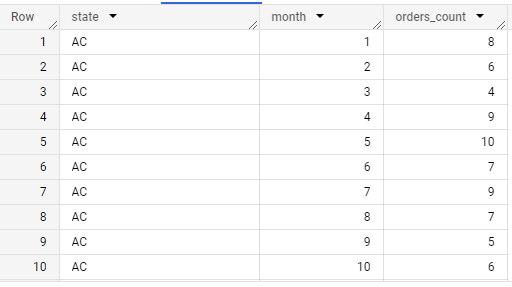 Row state month orders_count
1 AC 1 8
2 AC 2 6
3 AC 3 4
4 AC 4 9
5 AC 5 10
6 AC 6 7
7 AC 7 9
8 AC 8 7
9 AC 9 5
10 AC 10 6